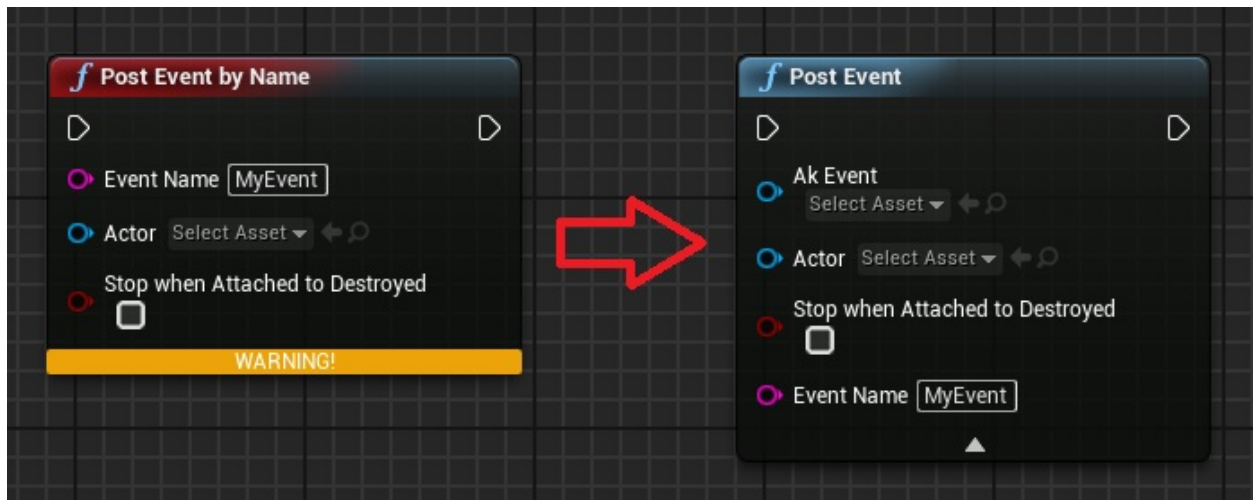 f Post Event by Name
Event Name MyEvent
Actor Select Asset
Stop when Attached to Destroyed
WARNING!
f Post Event
Ak Event
Select Asset
Actor Select Asset
Stop when Attached to Destroyed
Event Name MyEvent